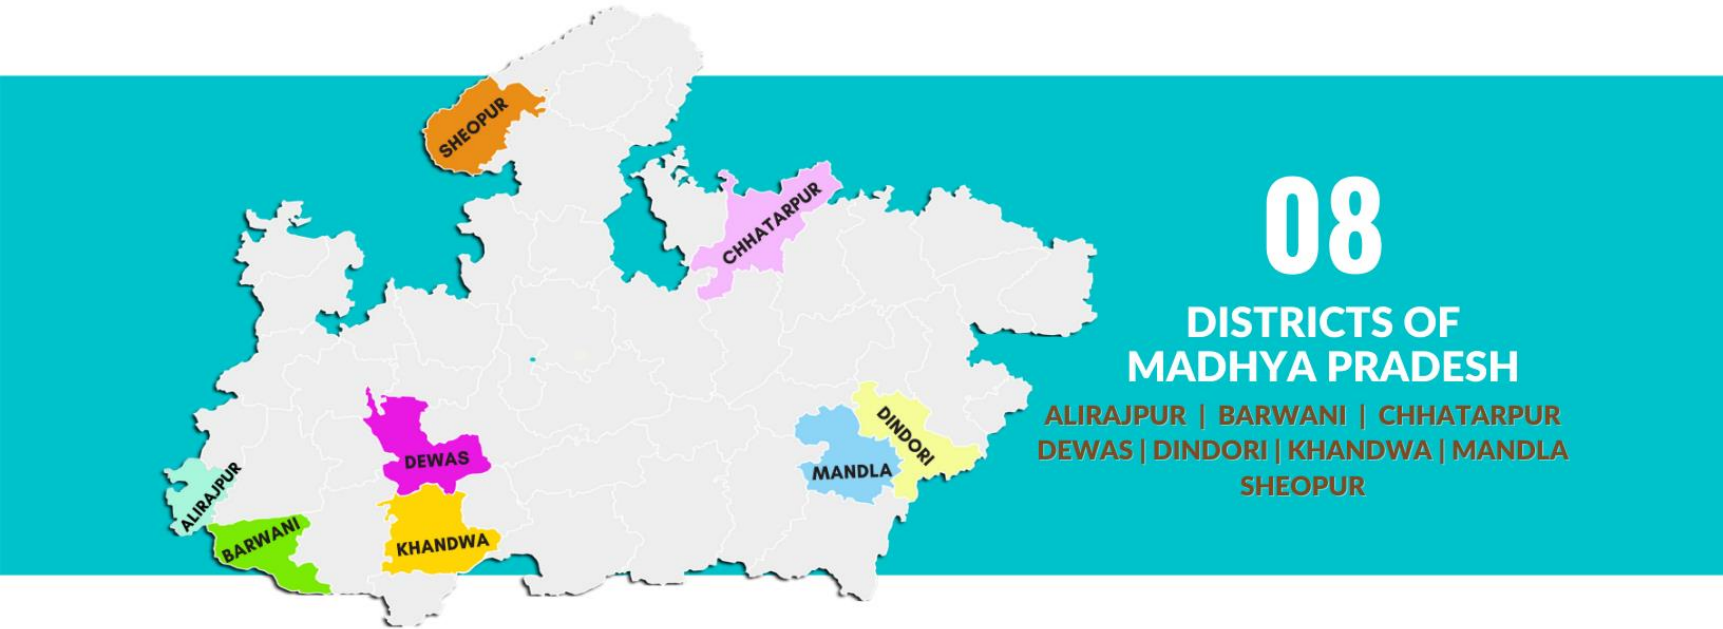 SHEOPUR
CHHATARPUR
DEWAS
DINDORI
MANDLA
ALIRAJPUR
BARWANI
KHANDWA
08
DISTRICTS OF
MADHYA PRADESH
ALIRAJPUR | BARWANI | CHHATARPUR
DEWAS | DINDORI | KHANDWA | MANDLA
SHEOPUR